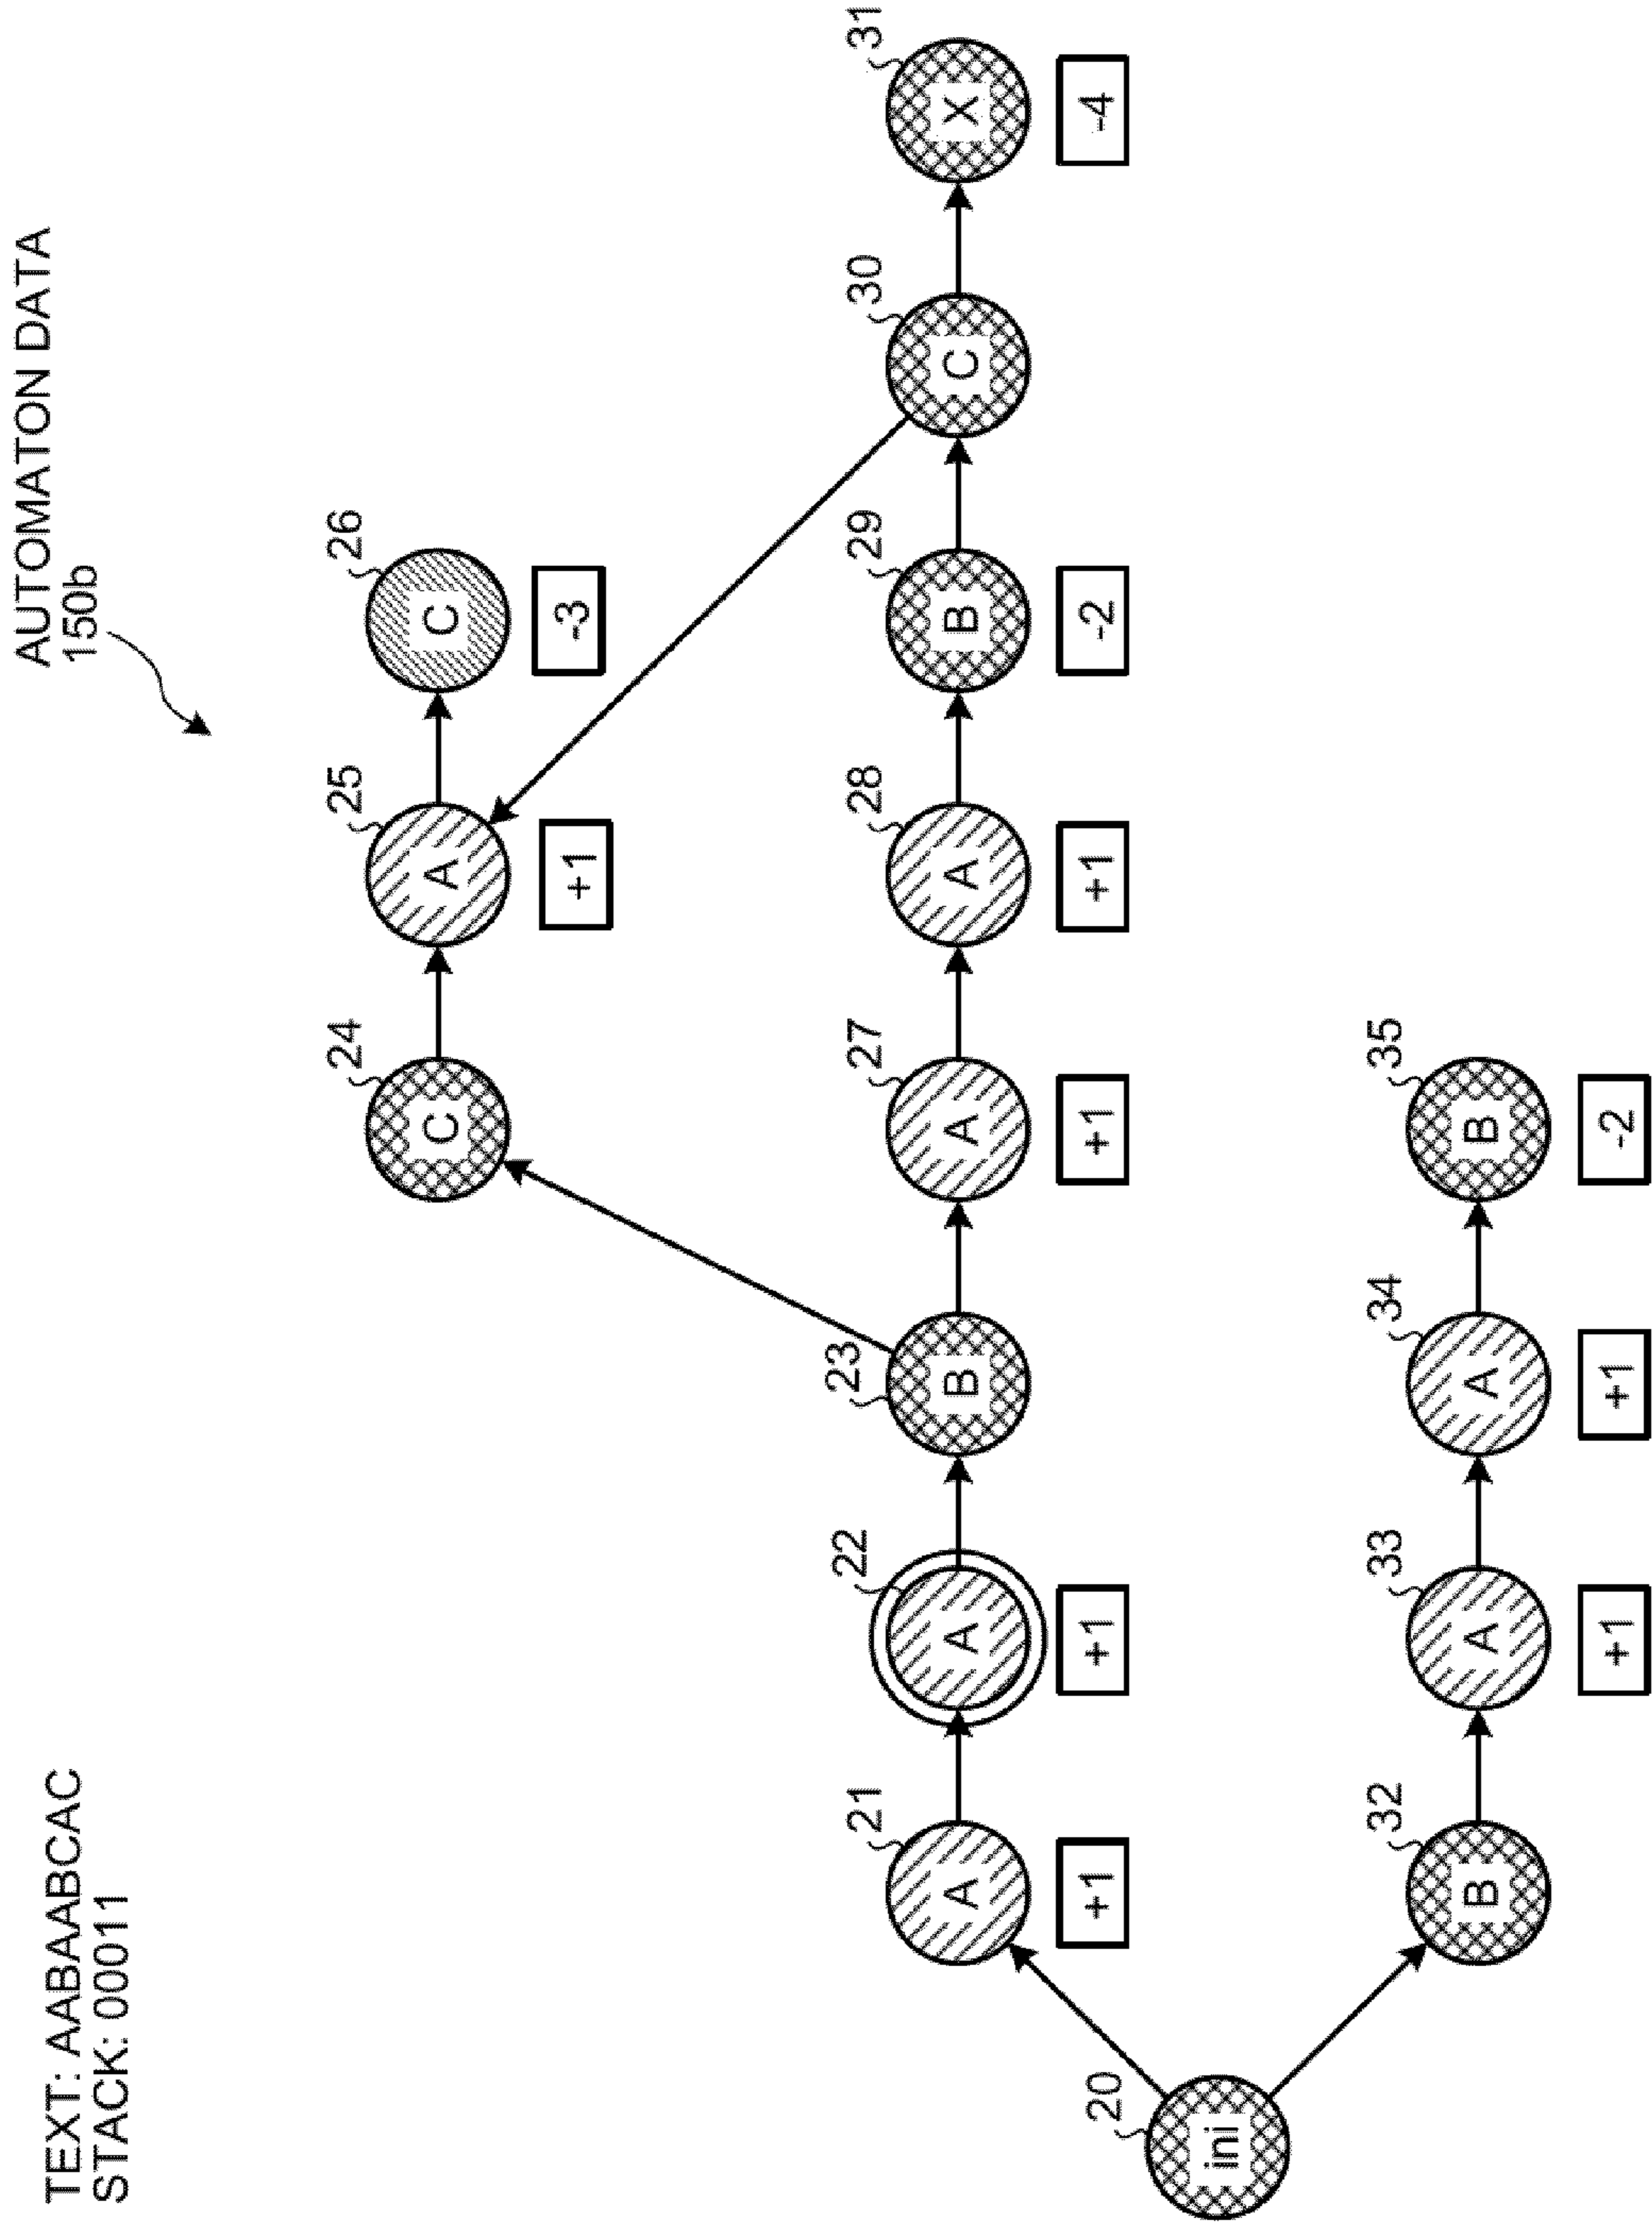 AUTOMATON DATA
150b
TEXT: AABAABCAC
STACK: 00011
24
C
25
A
+1
26
C
-3
21
A
+1
22
A
+1
23
B
27
A
+1
28
A
+1
29
B
-2
30
C
31
X
-4
20
ini
32
B
33
A
+1
34
A
+1
35
B
-2